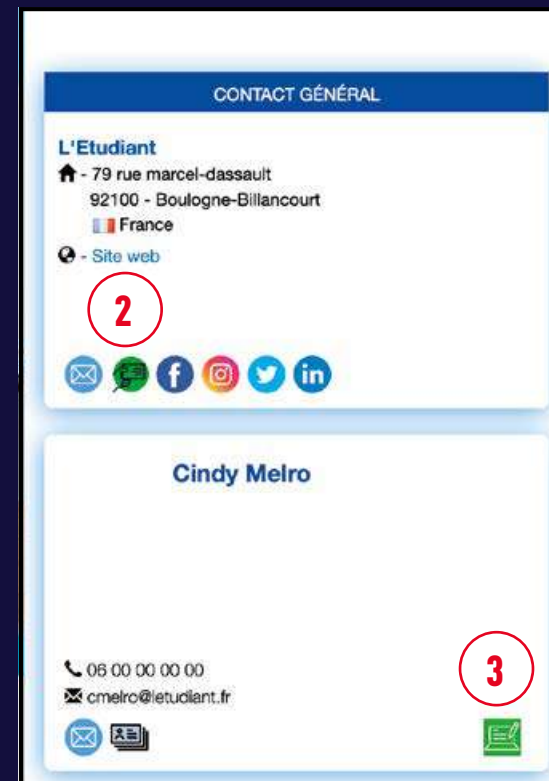 CONTACT GÉNÉRAL
L'Etudiant
- 79 rue marcel-dassault
92100 - Boulogne-Billancourt
France
- Site web
2
f in
Cindy Melro
06 00 00 00 00
3
cmelro@letudiant.fr